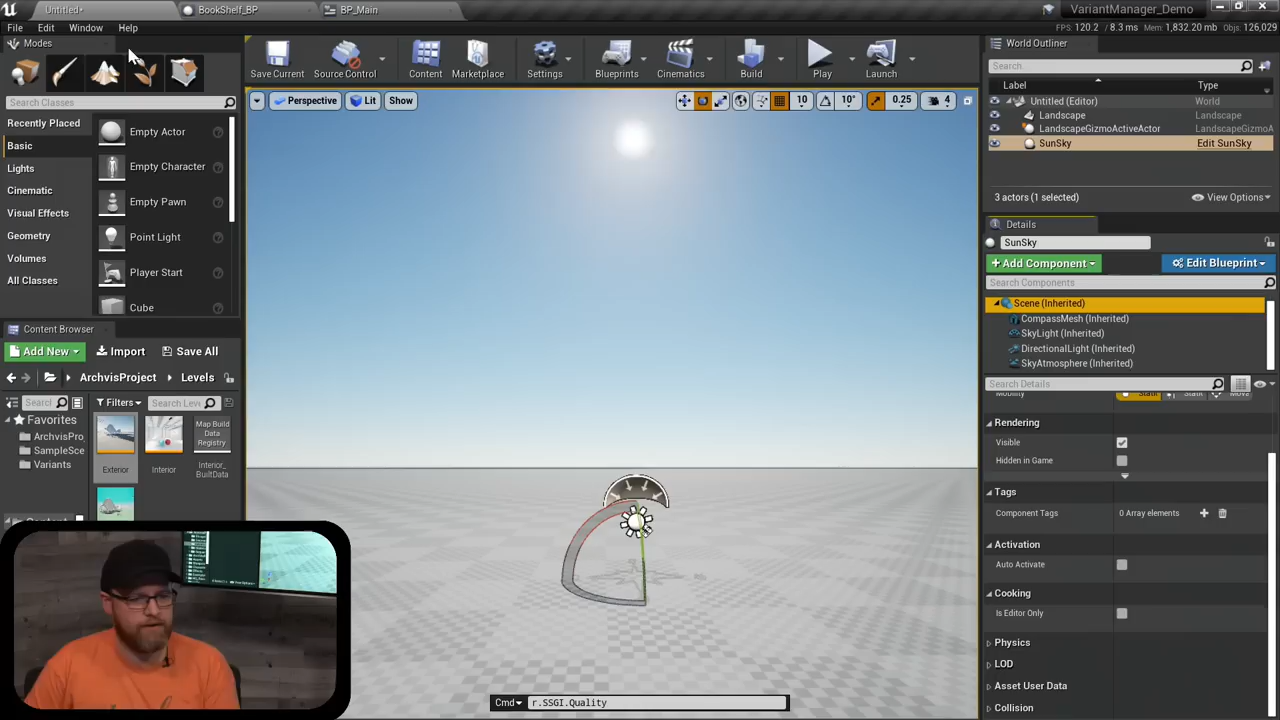 Untitled*
BookShelf_BP
BP_Main
VariantManager_Demo
File
Edit
Window
Help
FPS: 120.2 / 8.3 ms
Mem: 1,832.20 mb
Objs: 126,029
Modes
Search Classes
Recently Placed
Basic
Lights
Cinematic
Visual Effects
Geometry
Volumes
All Classes
Empty Actor
Empty Character
Empty Pawn
Point Light
Player Start
Cube
Save Current
Source Control
Content
Marketplace
Settings
Blueprints
Cinematics
Build
Play
Launch
Perspective
Lit
Show
10
10°
0.25
4
World Outliner
Search...
Label
Type
Untitled (Editor)
World
Landscape
Landscape
LandscapeGizmoActiveActor
LandscapeGizmoA
SunSky
Edit SunSky
3 actors (1 selected)
View Options
Details
SunSky
+ Add Component
Edit Blueprint
Search Components
Scene (Inherited)
CompassMesh (Inherited)
SkyLight (Inherited)
DirectionalLight (Inherited)
SkyAtmosphere (Inherited)
Search Details
Mobility
Rendering
Visible
Hidden in Game
Tags
Component Tags
0 Array elements
Activation
Auto Activate
Cooking
Is Editor Only
Physics
LOD
Asset User Data
Collision
Content Browser
Add New
Import
Save All
ArchvisProject
Levels
Searcl
Filters
Search Leve
Favorites
ArchvisPro
SampleSce
Variants
Exterior
Interior
Map Build
Data
Registry
Interior_
BuiltData
Cmd
r.SSGI.Quality